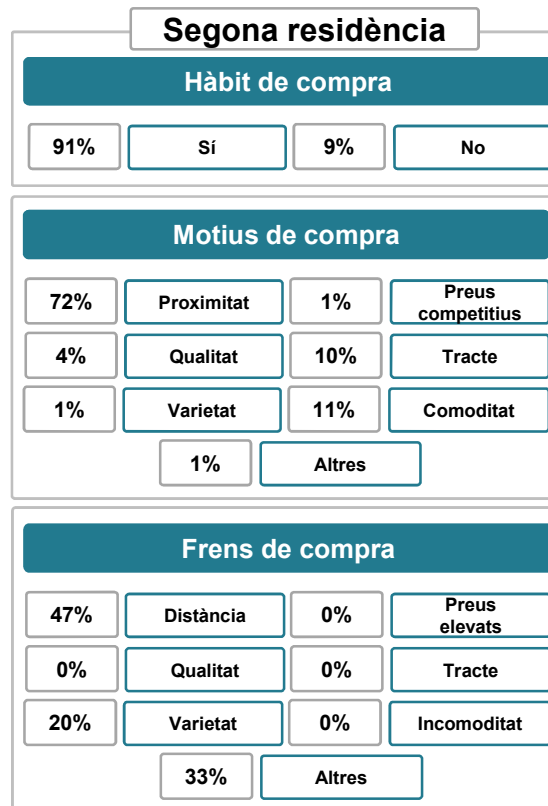 Segona residència
Hàbit de compra
91% Sí 9% No
Motius de compra
72% Proximitat 1% Preus
competitius
4% Qualitat 10% Tracte
1% Varietat 11% Comoditat
1% Altres
Frens de compra
47% Distància 0% Preus
elevats
0% Qualitat 0% Tracte
20% Varietat 0% Incomoditat
33% Altres